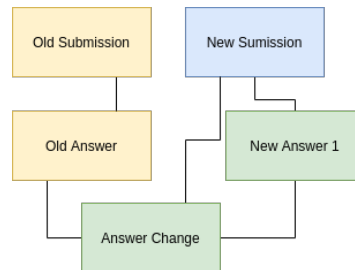 Old Submission
New Sumission
Old Answer
New Answer 1
Answer Change